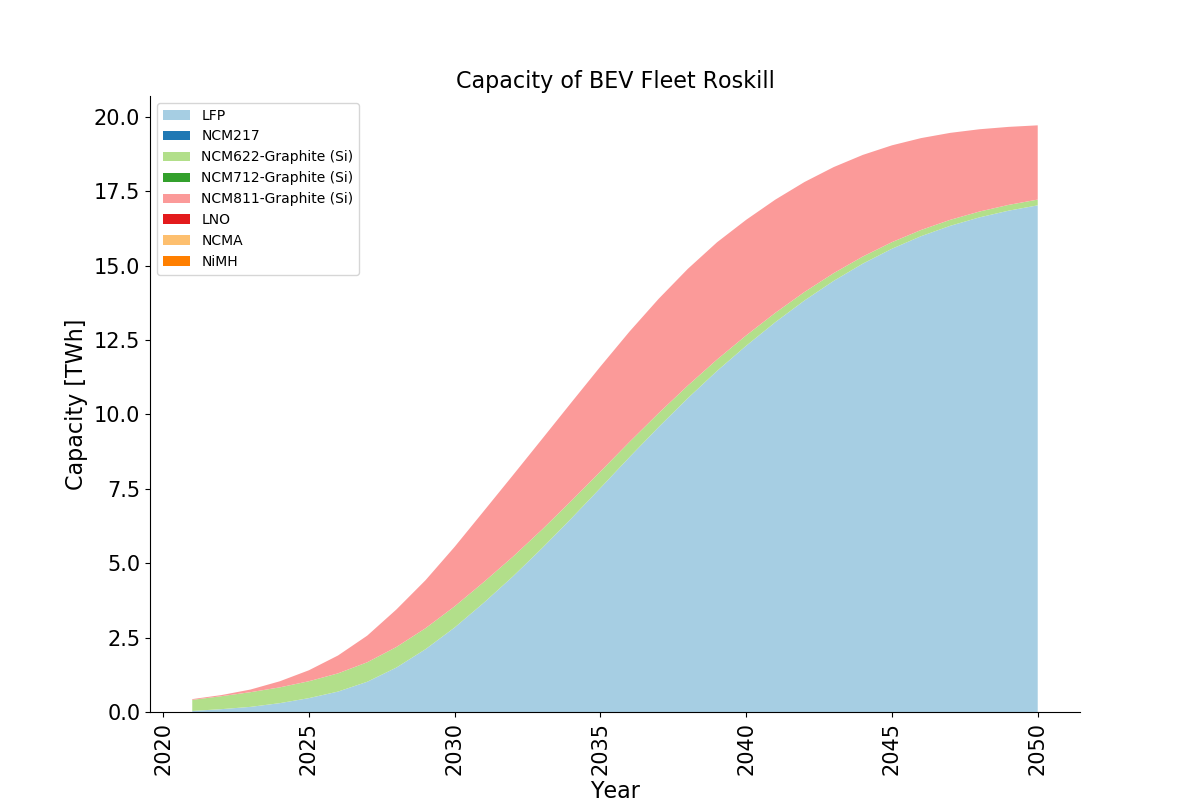 Capacity of BEV Fleet Roskill
LFP
NCM217
NCM622-Graphite (Si)
NCM712-Graphite (Si)
NCM811-Graphite (Si)
LNO
NCMA
NiMH
Capacity [TWh]
20.0
17.5
15.0
12.5
10.0
7.5
5.0
2.5
0.0
2020
2025
2030
2035
2040
2045
2050
Year